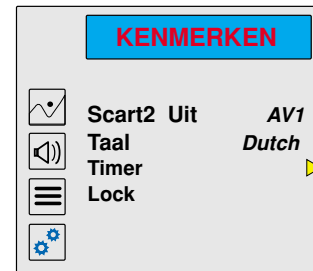 KENMERKEN
Scart2 Uit AV1
Taal Dutch
Timer
Lock